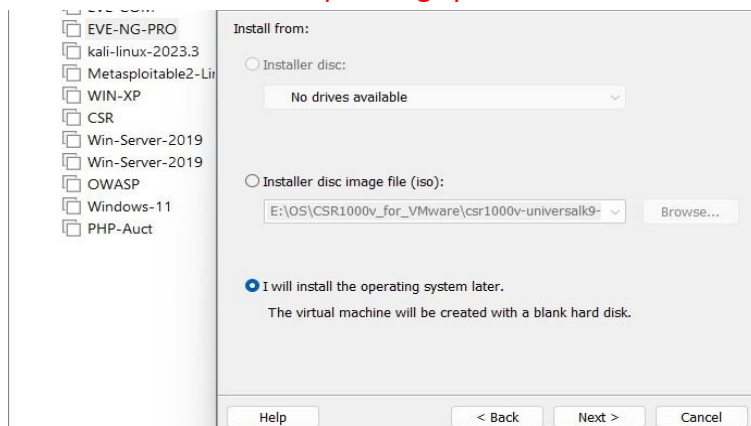 EVE-NG-PRO
kali-linux-2023.3
Metasploitable2-Lin
WIN-XP
CSR
Win-Server-2019
Win-Server-2019
OWASP
Windows-11
PHP-Auct
Install from:
Installer disc:
No drives available
Installer disc image file (iso):
E:\OS\CSR1000v_for_VMware\csr1000v-universalk9-
Browse...
I will install the operating system later.
The virtual machine will be created with a blank hard disk.
Help
< Back
Next >
Cancel